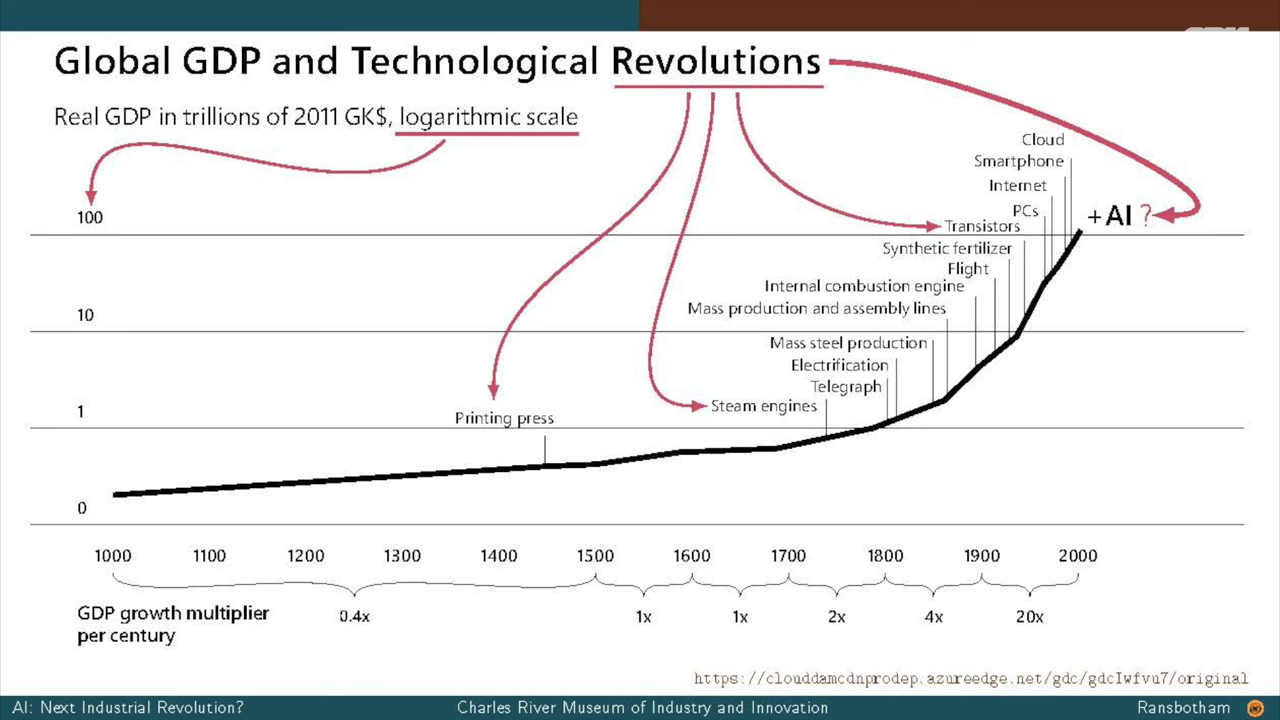 Global GDP and Technological Revolutions
Real GDP in trillions of 2011 GK$, logarithmic scale
Cloud
Smartphone
Internet
PCs
+AI ?
100
Transistors
Synthetic fertilizer
Flight
Internal combustion engine
Mass production and assembly lines
10
Mass steel production
Electrification
Telegraph
Steam engines
1
Printing press
0
1000 1100 1200 1300 1400 1500 1600 1700 1800 1900 2000
GDP growth multiplier
per century
0.4x 1x 1x 2x 4x 20x
https://clouddamcdnprodep.azureedge.net/gdc/gdcIwfvu7/original
AI: Next Industrial Revolution? Charles River Museum of Industry and Innovation Ransbotham